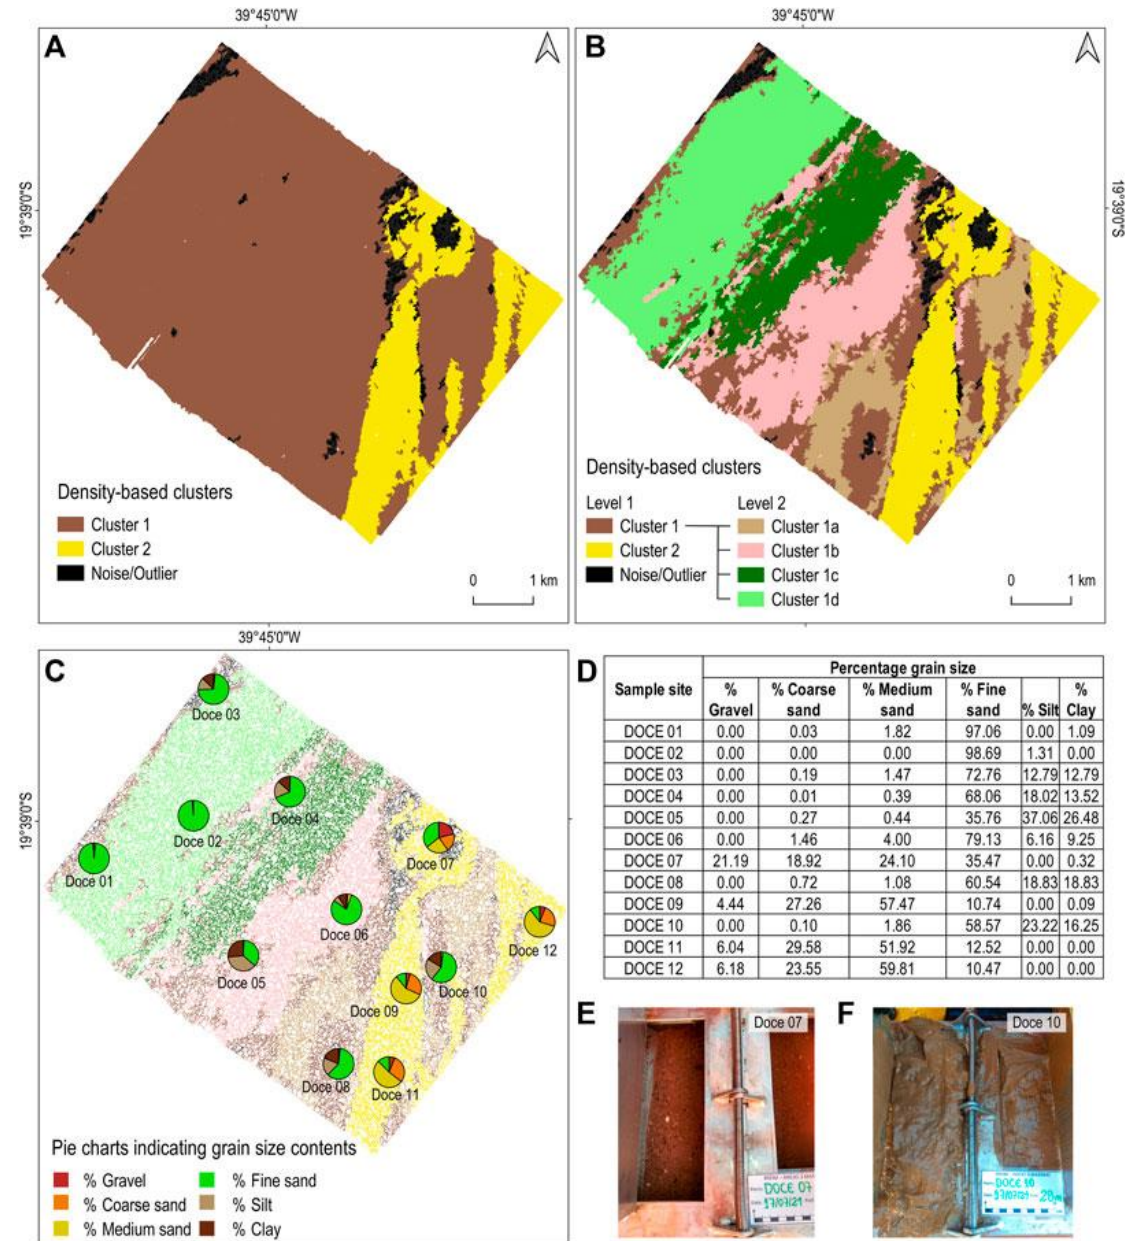 39°45'0"W
39°45'0"W
A
B
19°39'0"S
19°39'0"S
Density-based clusters
Cluster 1
Cluster 2
Noise/Outlier
0 1 km
Density-based clusters
Level 1 Level 2
Cluster 1 Cluster 1a
Cluster 2 Cluster 1b
Noise/Outlier Cluster 1c
Cluster 1d
0 1 km
39°45'0"W
C
19°39'0"S
Doce 03
Doce 04
Doce 02
Doce 01
Doce 07
Doce 06
Doce 12
Doce 05
Doce 10
Doce 09
Doce 08
Doce 11
Pie charts indicating grain size contents
% Gravel % Fine sand
% Coarse sand % Silt
% Medium sand % Clay
D
Percentage grain size
Sample site % Gravel % Coarse sand % Medium sand % Fine sand % Silt % Clay
DOCE 01 0.00 0.03 1.82 97.06 0.00 1.09
DOCE 02 0.00 0.00 0.00 98.69 1.31 0.00
DOCE 03 0.00 0.19 1.47 72.76 12.79 12.79
DOCE 04 0.00 0.01 0.39 68.06 18.02 13.52
DOCE 05 0.00 0.27 0.44 35.76 37.06 26.48
DOCE 06 0.00 1.46 4.00 79.13 6.16 9.25
DOCE 07 21.19 18.92 24.10 35.47 0.00 0.32
DOCE 08 0.00 0.72 1.08 60.54 18.83 18.83
DOCE 09 4.44 27.26 57.47 10.74 0.00 0.09
DOCE 10 0.00 0.10 1.86 58.57 23.22 16.25
DOCE 11 6.04 29.58 51.92 12.52 0.00 0.00
DOCE 12 6.18 23.55 59.81 10.47 0.00 0.00
E
Doce 07
DOCE 07
17/07/21
F
Doce 10
DOCE 10
17/07/21 28m